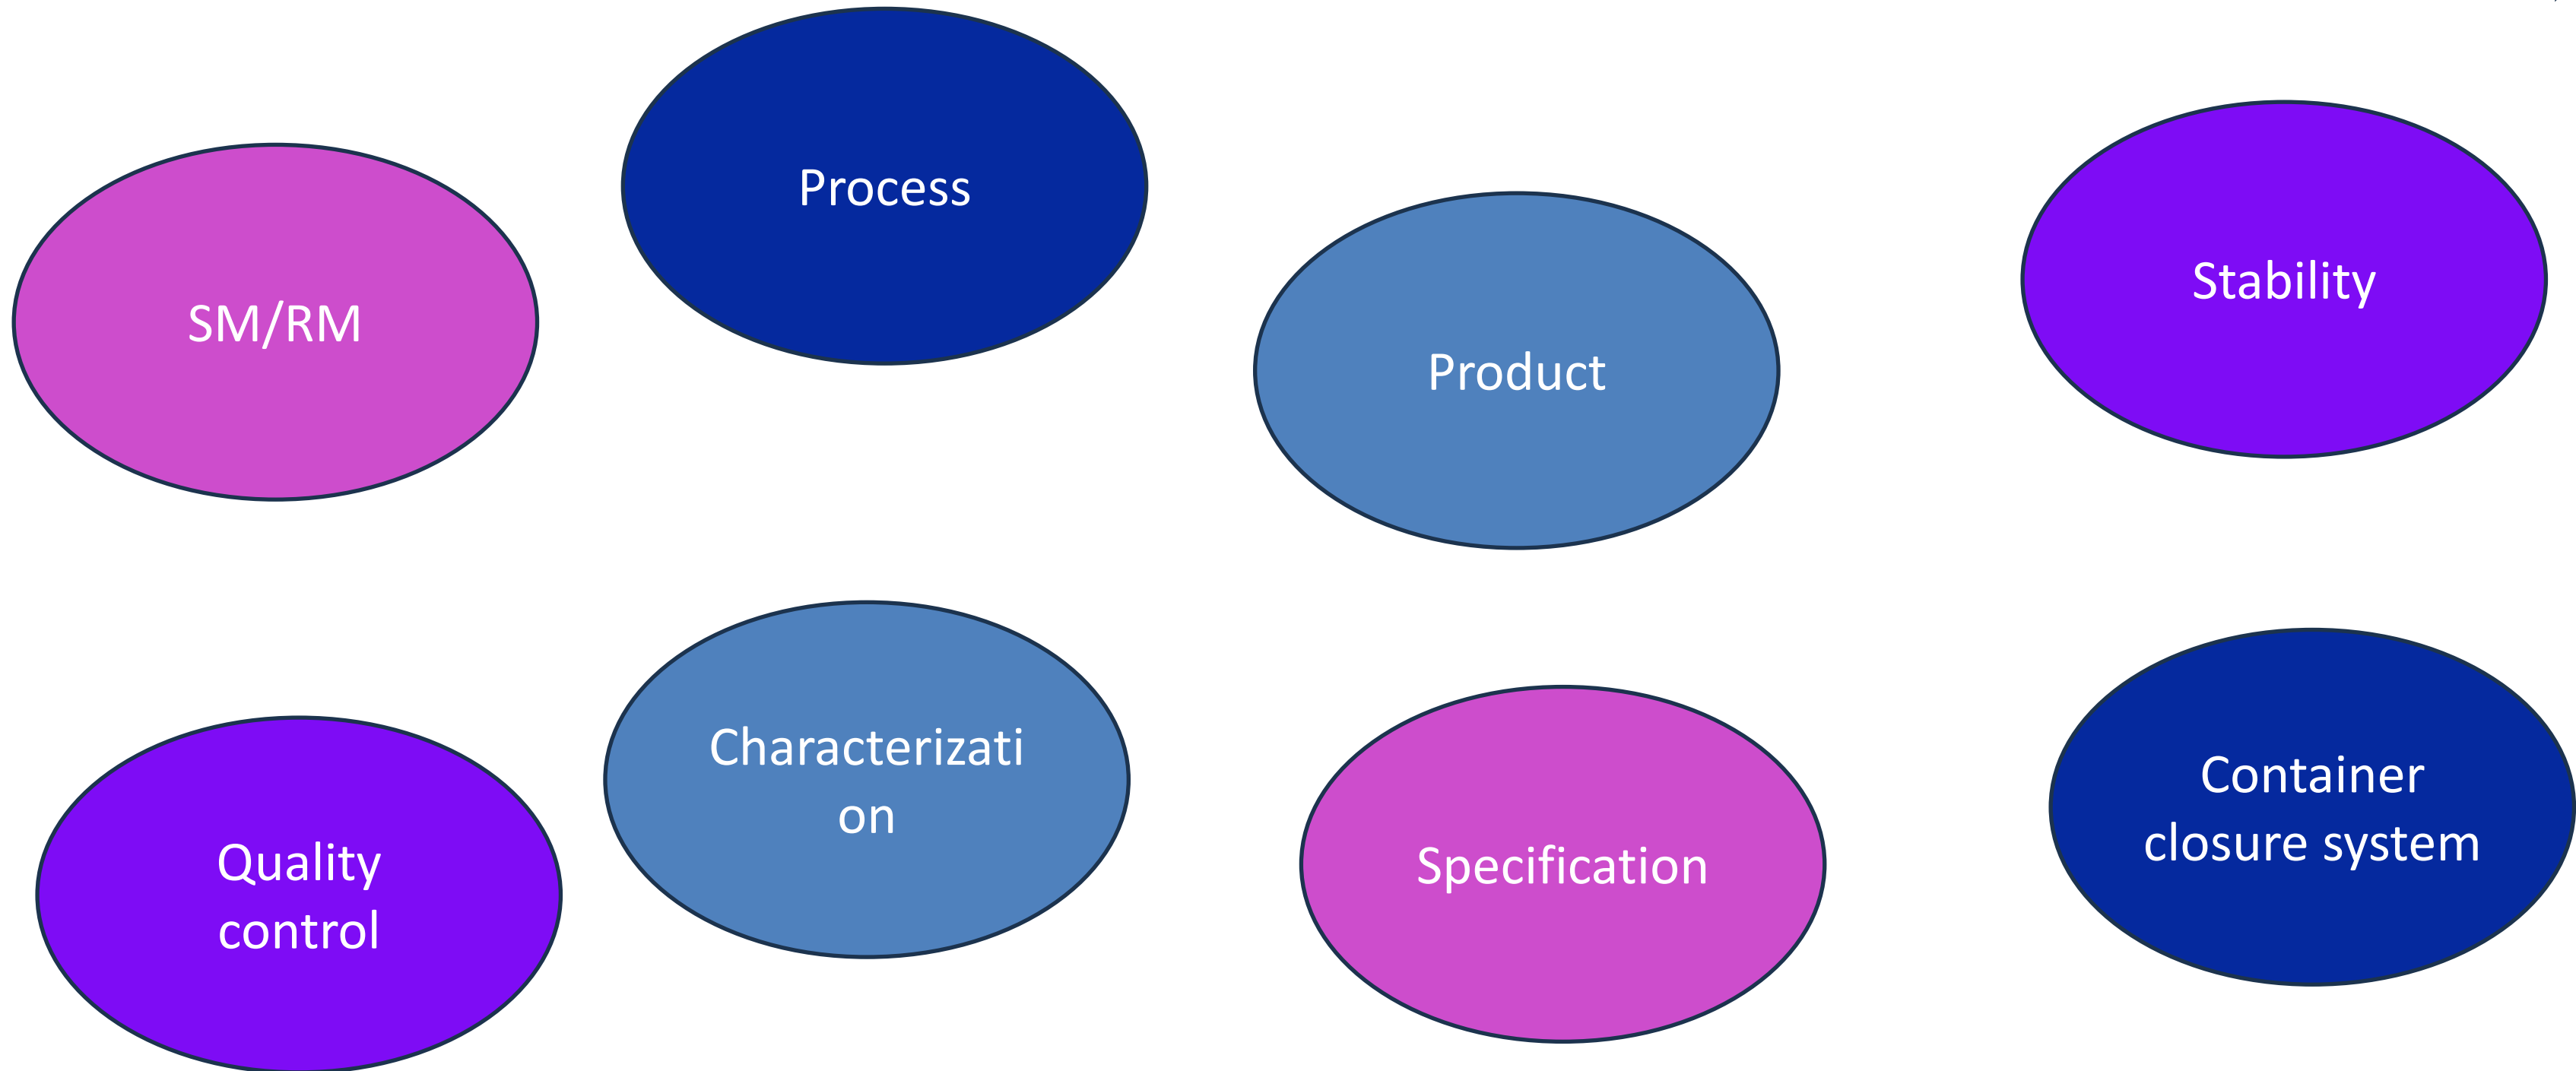 Process
SM/RM
Product
Stability
Characterizati
on
Quality
control
Specification
Container
closure system